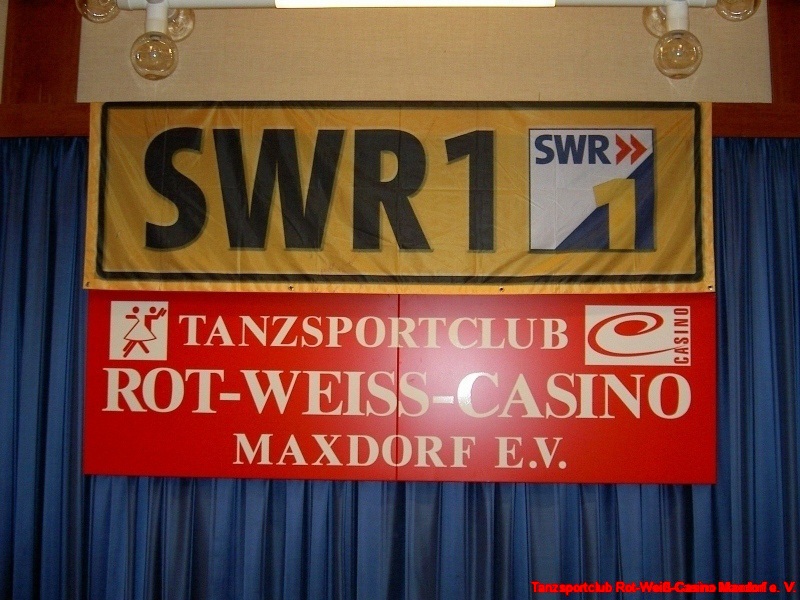 SWR1
SWR»
1
TANZSPORTCLUB
CASINO
ROT-WEISS-CASINO
MAXDORF E.V.
Tanzsportclub Rot-Weiß-Casino Maxdorf e. V.